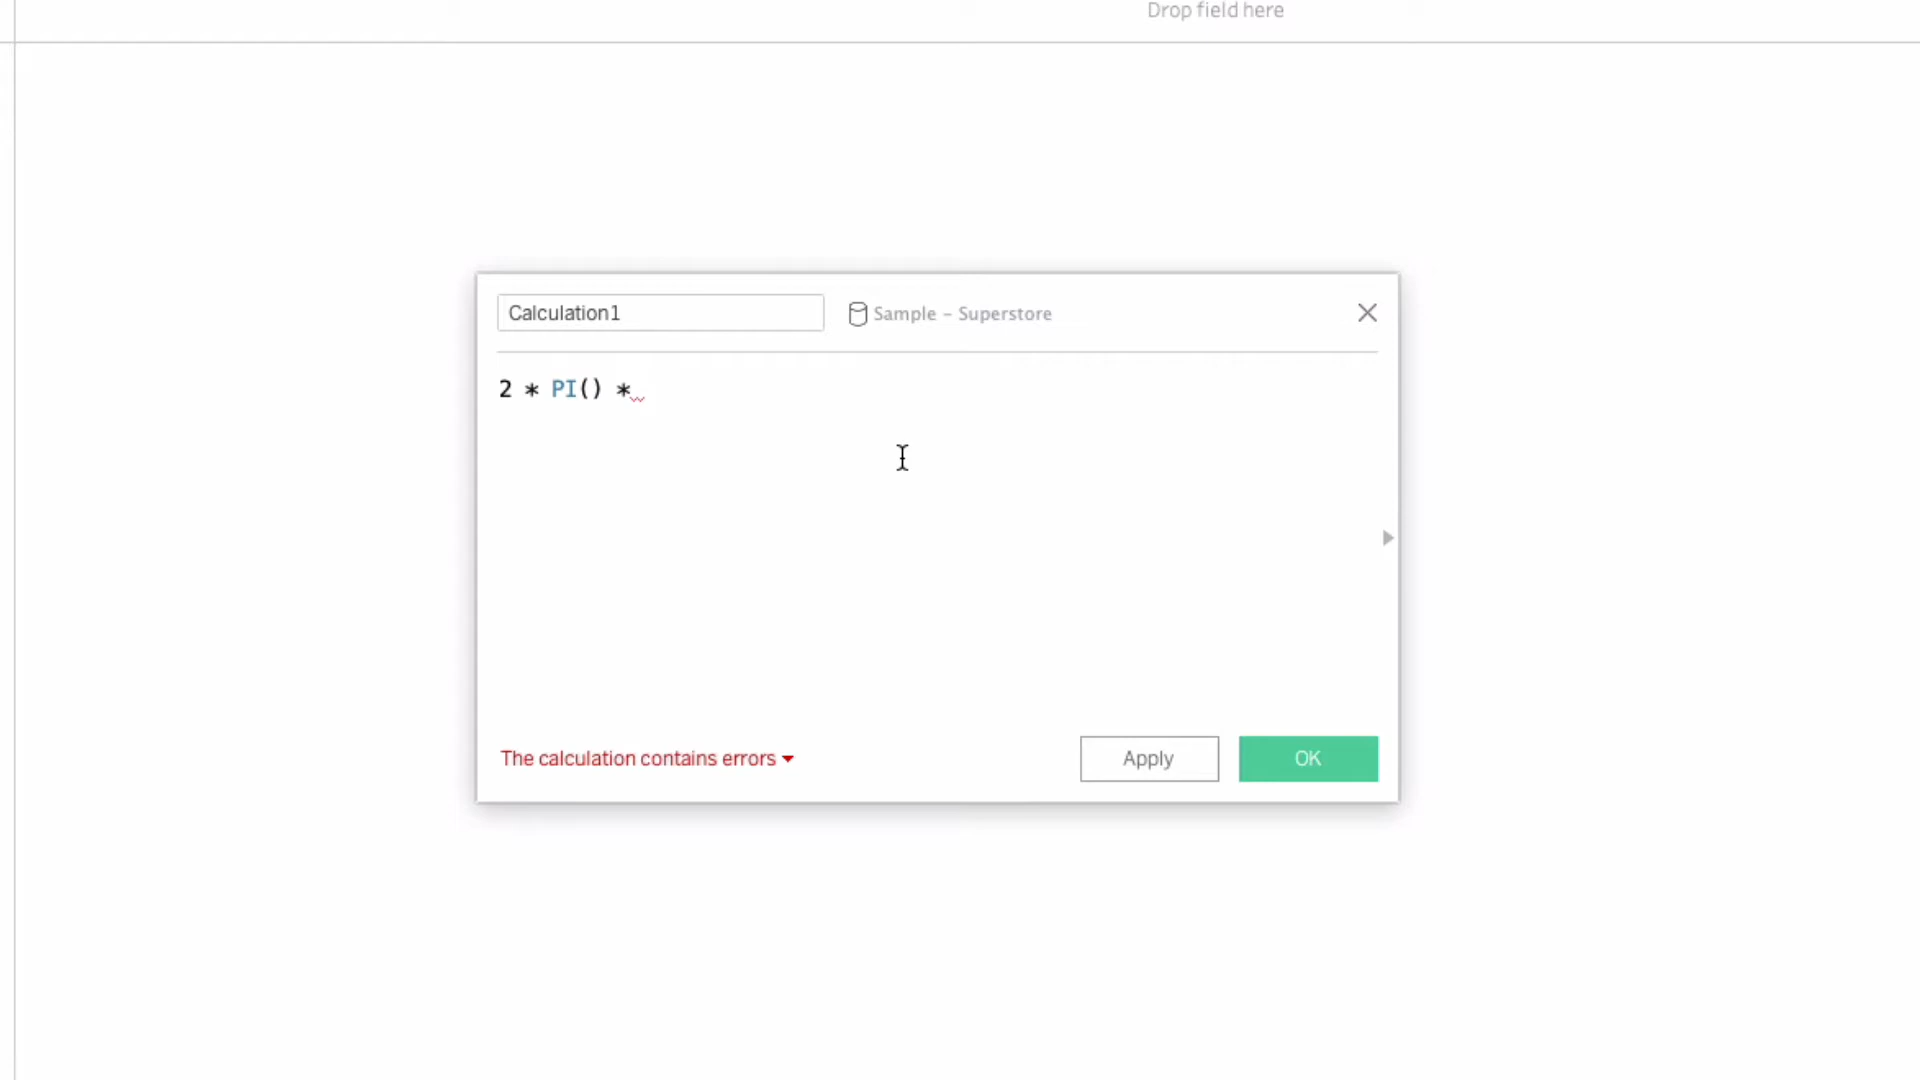 Drop field here
Calculation1
Sample – Superstore
2 * PI() *
The calculation contains errors
Apply
OK